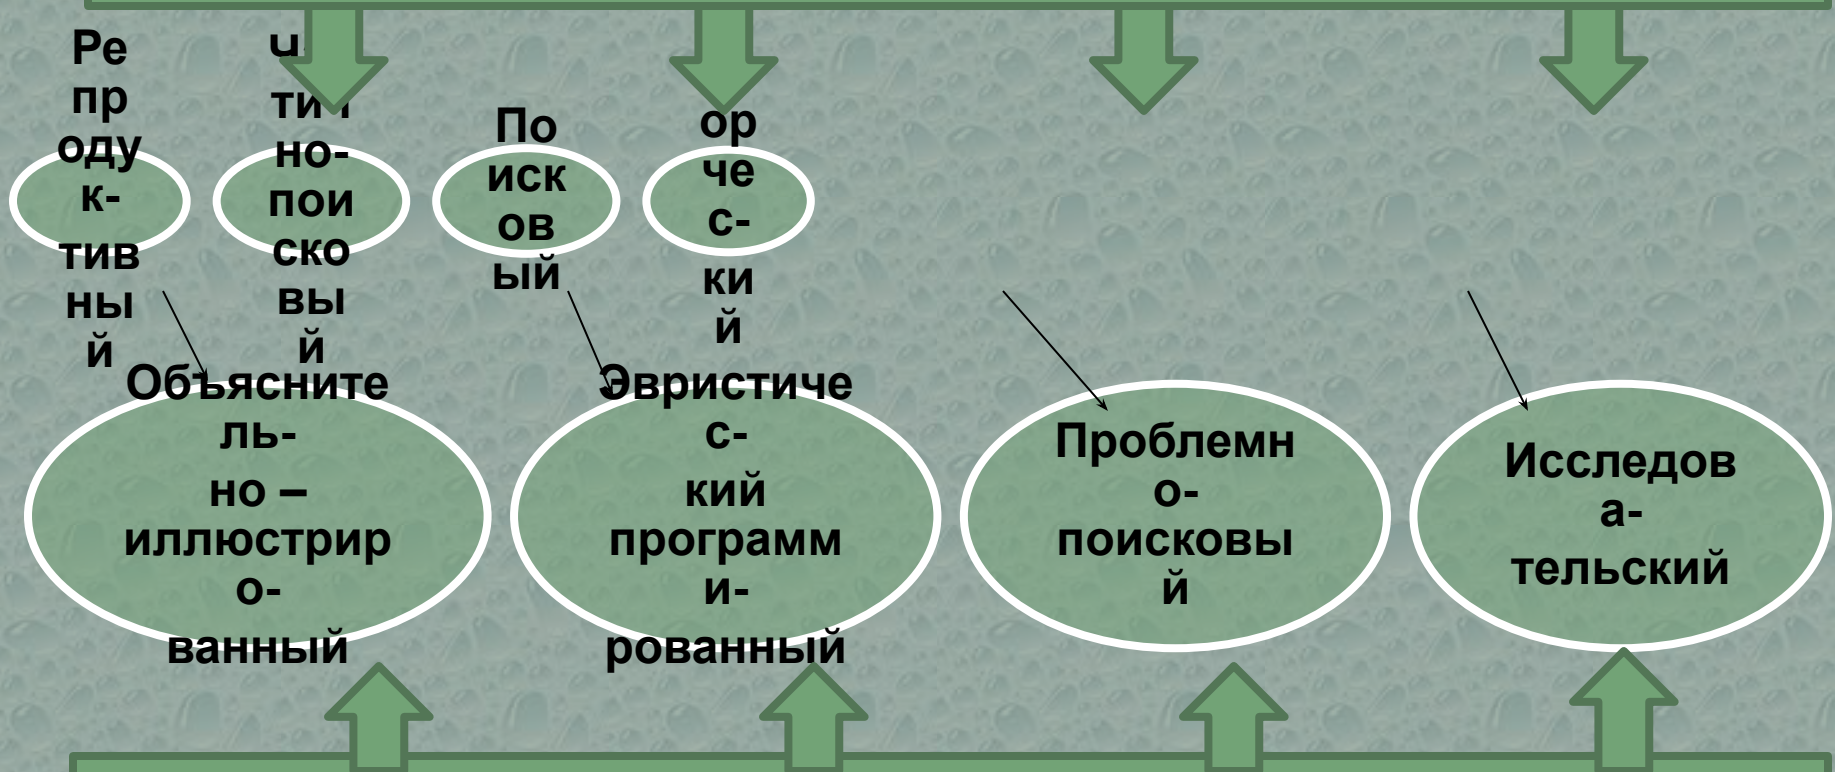 Ре
пр
оду
к-
тив
ны
й
но-
пои
ско
вы
й
По
иск
ов
ый
ор
че
с-
ки
й
Объясните
ль-
но –
иллюстрир
о-
ванный
Эвристиче
с-
кий
программ
и-
рованный
Проблемн
о-
поисковы
й
Исследов
а-
тельский